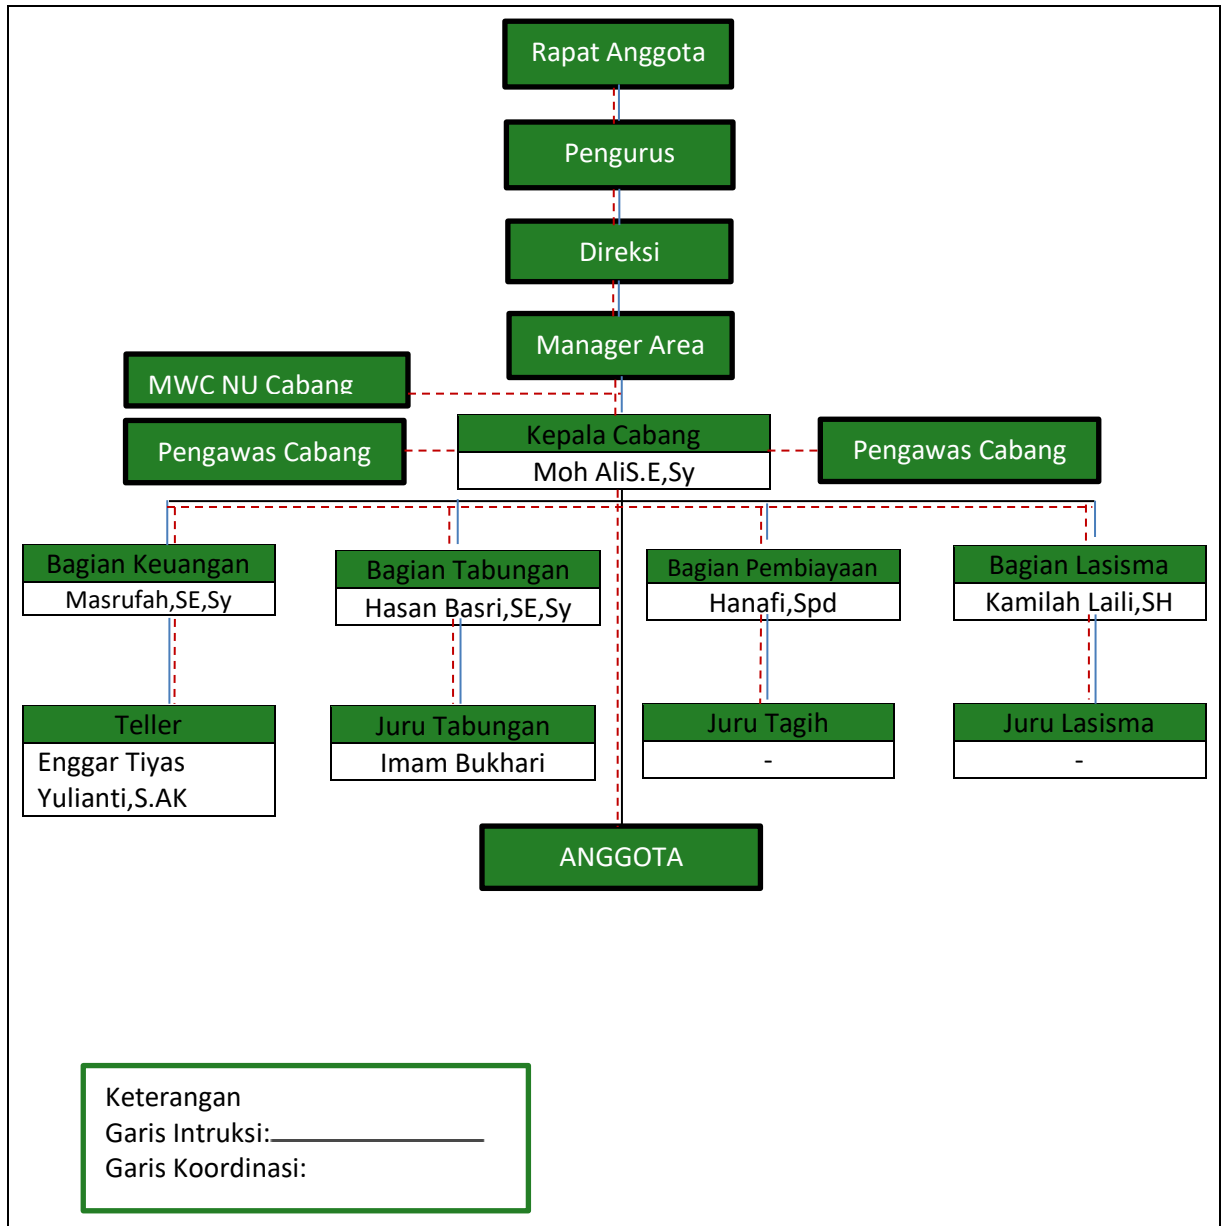 Rapat Anggota
Pengurus
Direksi
Manager Area
MWC NU Cabang
Kepala Cabang
Moh AliS.E,Sy
Pengawas Cabang
Pengawas Cabang
Bagian Keuangan
Masrufah,SE,Sy
Bagian Tabungan
Hasan Basri,SE,Sy
Bagian Pembiayaan
Hanafi,Spd
Bagian Lasisma
Kamilah Laili,SH
Teller
Enggar Tiyas
Yulianti,S.AK
Juru Tabungan
Imam Bukhari
Juru Tagih
-
Juru Lasisma
-
ANGGOTA
Keterangan
Garis Intruksi:
Garis Koordinasi: